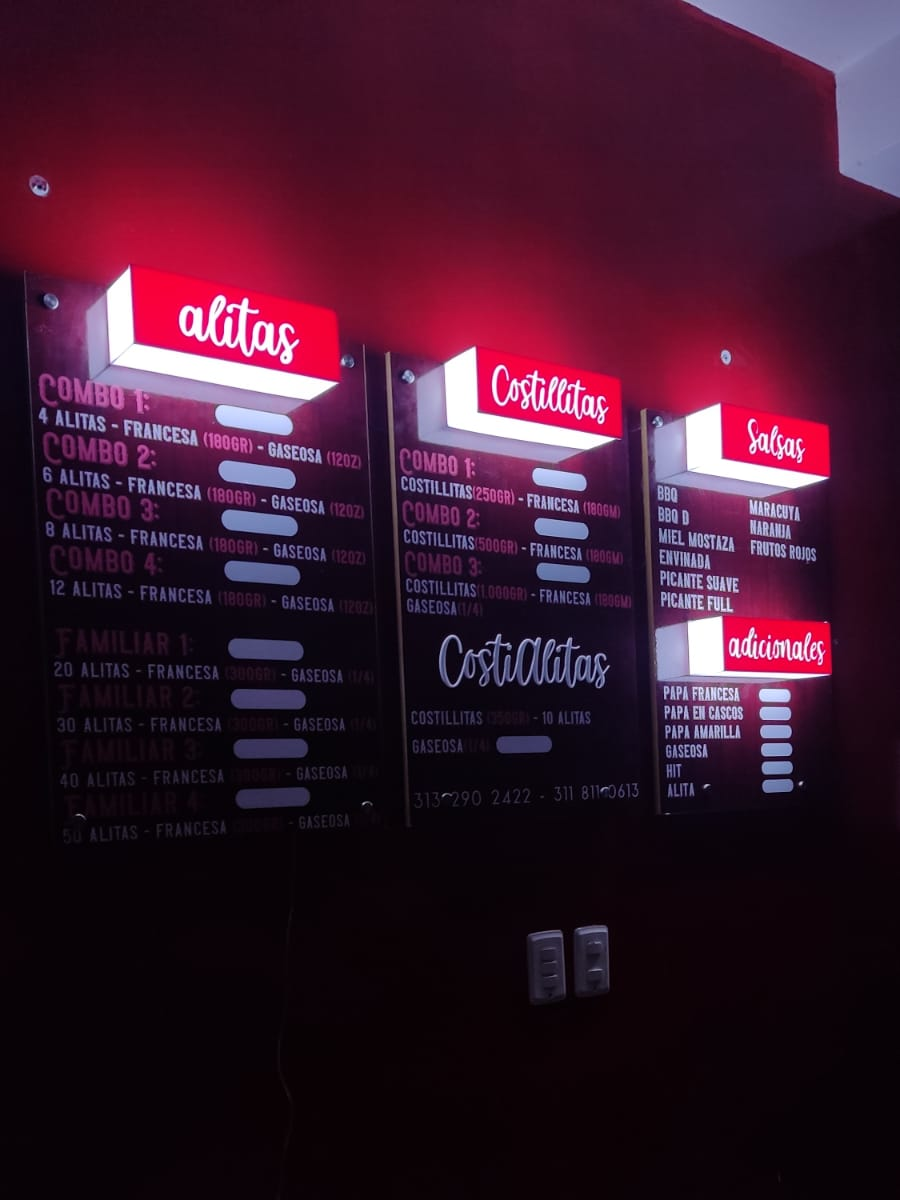 alitas
COMBO 1:
4 ALITAS - FRANCESA (180GR) - GASEOSA (12OZ)
COMBO 2:
6 ALITAS - FRANCESA (180GR) - GASEOSA (12OZ)
COMBO 3:
8 ALITAS - FRANCESA (180GR) - GASEOSA (12OZ)
COMBO 4:
12 ALITAS - FRANCESA (180GR) - GASEOSA (12OZ)
FAMILIAR 1:
20 ALITAS - FRANCESA (300GR) - GASEOSA (1/4)
FAMILIAR 2:
30 ALITAS - FRANCESA (300GR) - GASEOSA (1/4)
FAMILIAR 3:
40 ALITAS - FRANCESA (300GR) - GASEOSA (1/4)
FAMILIAR 4:
50 ALITAS - FRANCESA - GASEOSA
Costillitas
COMBO 1:
COSTILLITAS(250GR) - FRANCESA (180GM)
COMBO 2:
COSTILLITAS(500GR) - FRANCESA (180GM)
COMBO 3:
COSTILLITAS(1.000GR) - FRANCESA (180GM)
GASEOSA(1/4)
CostiAlitas
COSTILLITAS (350GR) - 10 ALITAS
GASEOSA(1/4)
313 290 2422 - 311 811 0613
Salsas
BBQ
BBQ D
MIEL MOSTAZA
ENVINADA
PICANTE SUAVE
PICANTE FULL
MARACUYA
NARANJA
FRUTOS ROJOS
adicionales
PAPA FRANCESA
PAPA EN CASCOS
PAPA AMARILLA
GASEOSA
HIT
ALITA